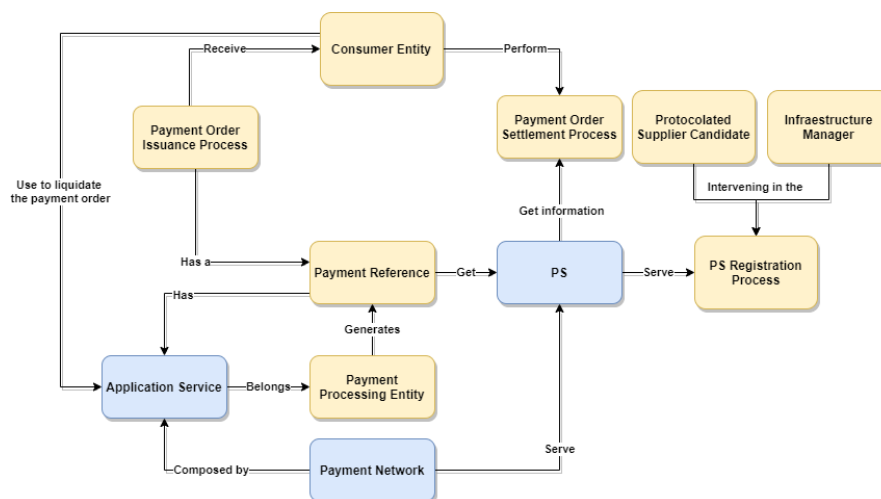 Receive
Consumer Entity
Perform
Payment Order
Issuance Process
Payment Order
Settlement Process
Protocolated
Supplier Candidate
Infraestructure
Manager
Use to liquidate
the payment order
Intervening in the
Get information
Has a
Payment Reference
Get
PS
Serve
PS Registration
Process
Has
Generates
Application Service
Belongs
Payment
Processing Entity
Composed by
Payment Network
Serve